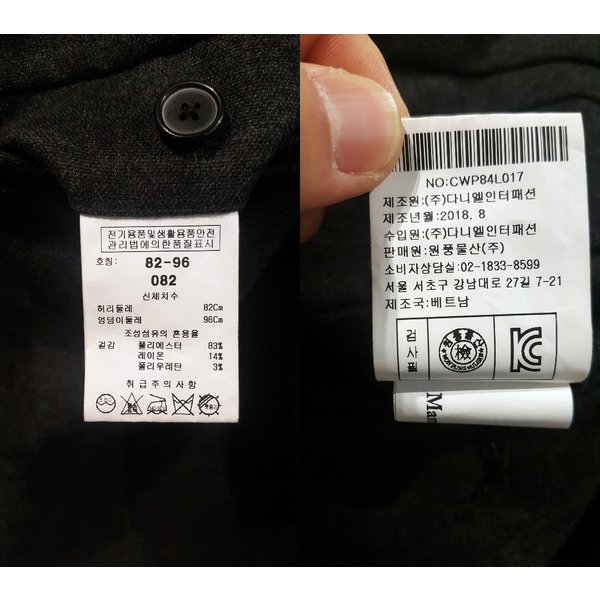 전기용품및생활용품안전
관리법에의한품질표시
호칭: 82-96
082
신체치수
허리둘레 82Cm
엉덩이둘레 96Cm
조성섬유의 혼용율
겉감 폴리에스터 83%
레이온 14%
폴리우레탄 3%
취급주의사항
NO:CWP84L017
제조원:(주)다니엘인터패션
제조년월:2018. 8
수입원:(주)다니엘인터패션
판매원:원풍물산(주)
소비자상담실:02-1833-8599
서울 서초구 강남대로 27길 7-21
제조국:베트남
검사필
檢
Mar